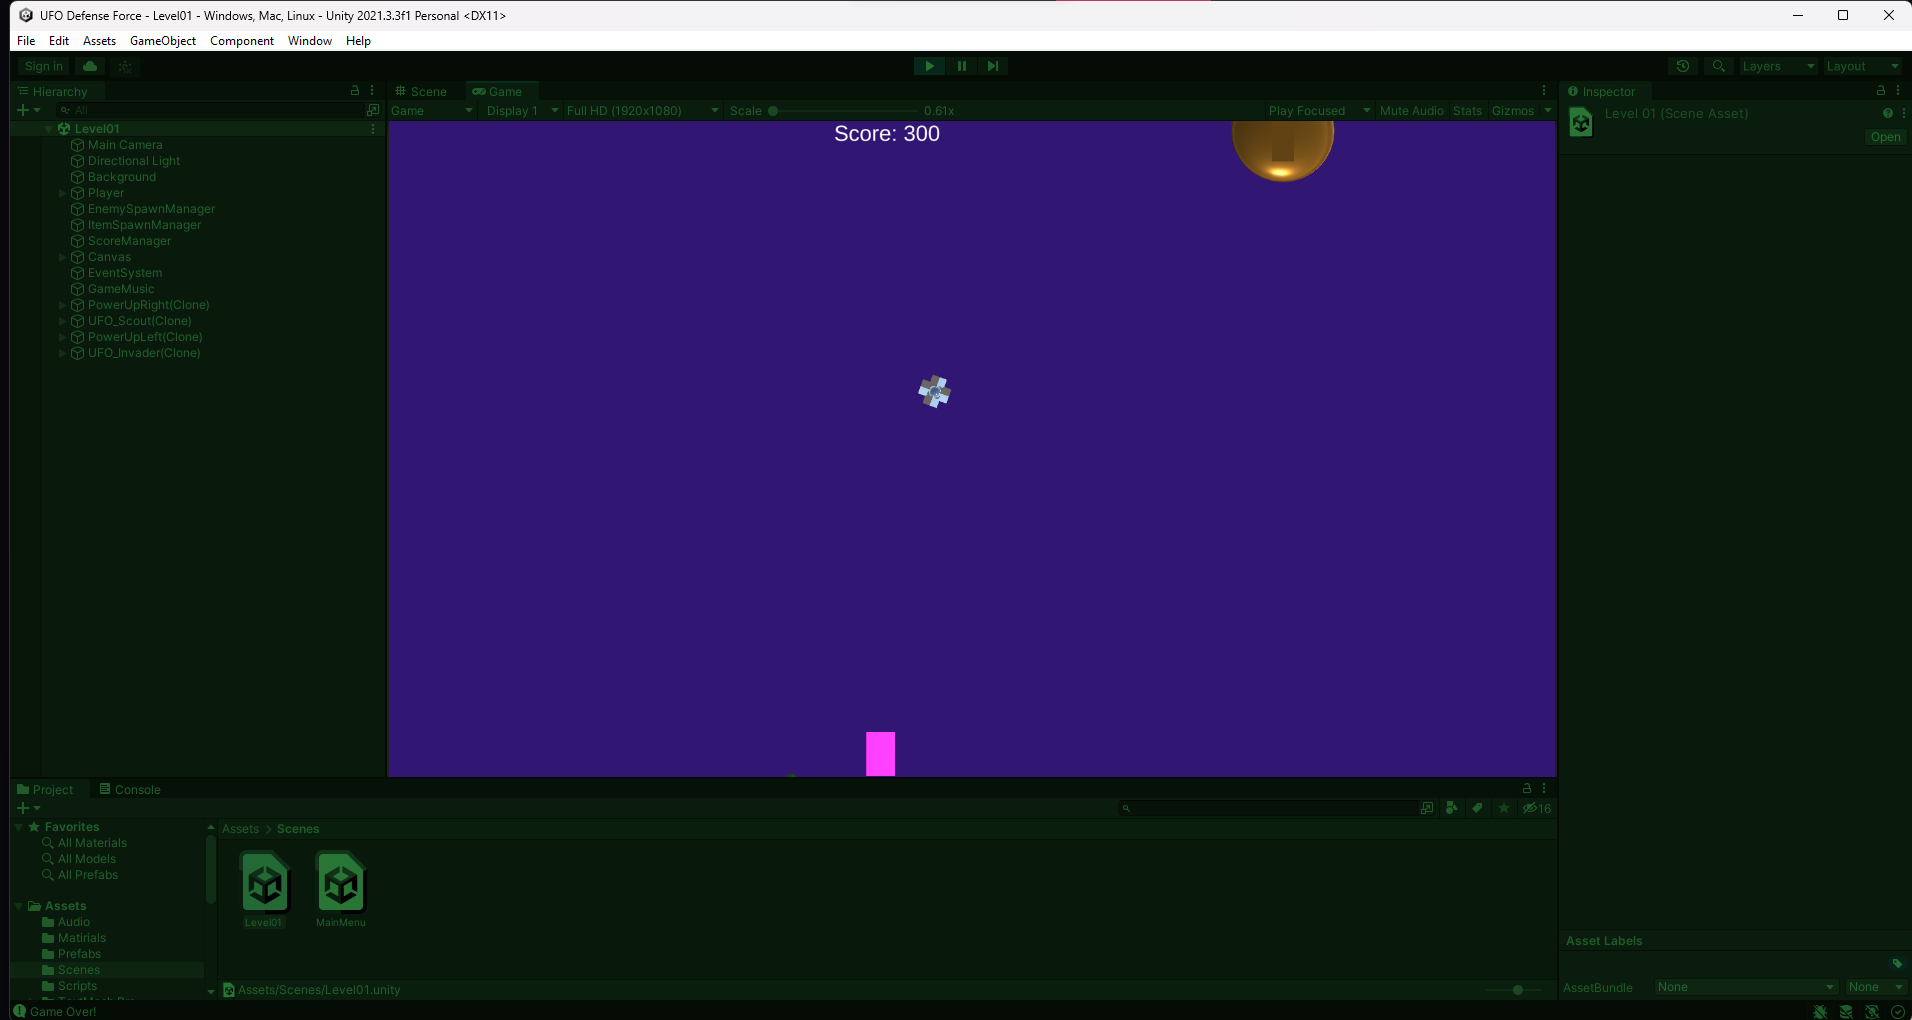 UFO Defense Force - Level01 - Windows, Mac, Linux - Unity 2021.3.3f1 Personal <DX11>
File Edit Assets GameObject Component Window Help
Sign in
Layers Layout
Hierarchy
All
Level01
Main Camera
Directional Light
Background
Player
EnemySpawnManager
ItemSpawnManager
ScoreManager
Canvas
EventSystem
GameMusic
PowerUpRight(Clone)
UFO_Scout(Clone)
PowerUpLeft(Clone)
UFO_Invader(Clone)
Scene Game
Game Display 1 Full HD (1920x1080) Scale 0.61x Play Focused Mute Audio Stats Gizmos
Score: 300
Inspector
Level 01 (Scene Asset)
Open
Project Console
16
Favorites
All Materials
All Models
All Prefabs
Assets
Audio
Matirials
Prefabs
Scenes
Scripts
Assets > Scenes
Level01 MainMenu
Assets/Scenes/Level01.unity
Asset Labels
AssetBundle None None
Game Over!